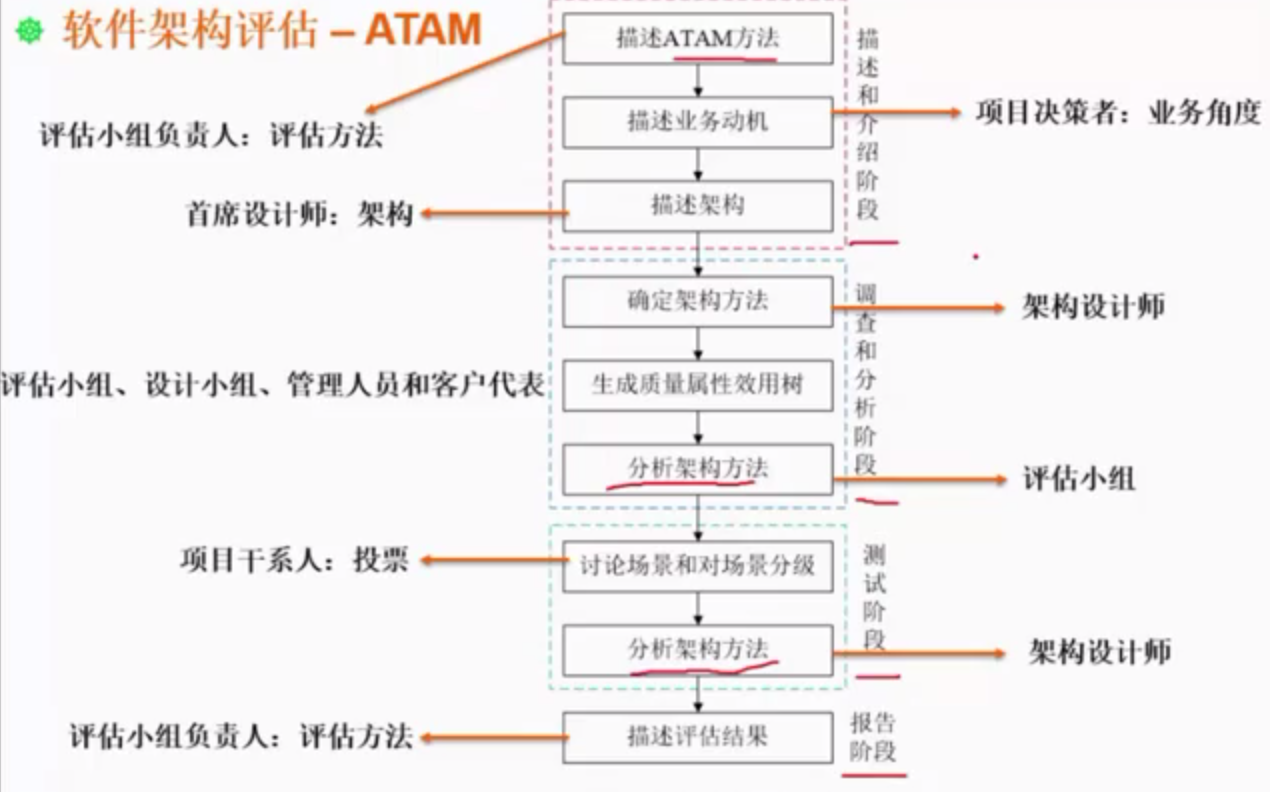 软件架构评估 – ATAM
描述ATAM方法
评估小组负责人：评估方法
描述业务动机
项目决策者：业务角度
描述架构
首席设计师：架构
描述和介绍阶段
确定架构方法
架构设计师
评估小组、设计小组、管理人员和客户代表
生成质量属性效用树
分析架构方法
评估小组
调查和分析阶段
项目干系人：投票
讨论场景和对场景分级
分析架构方法
架构设计师
测试阶段
评估小组负责人：评估方法
描述评估结果
报告
阶段